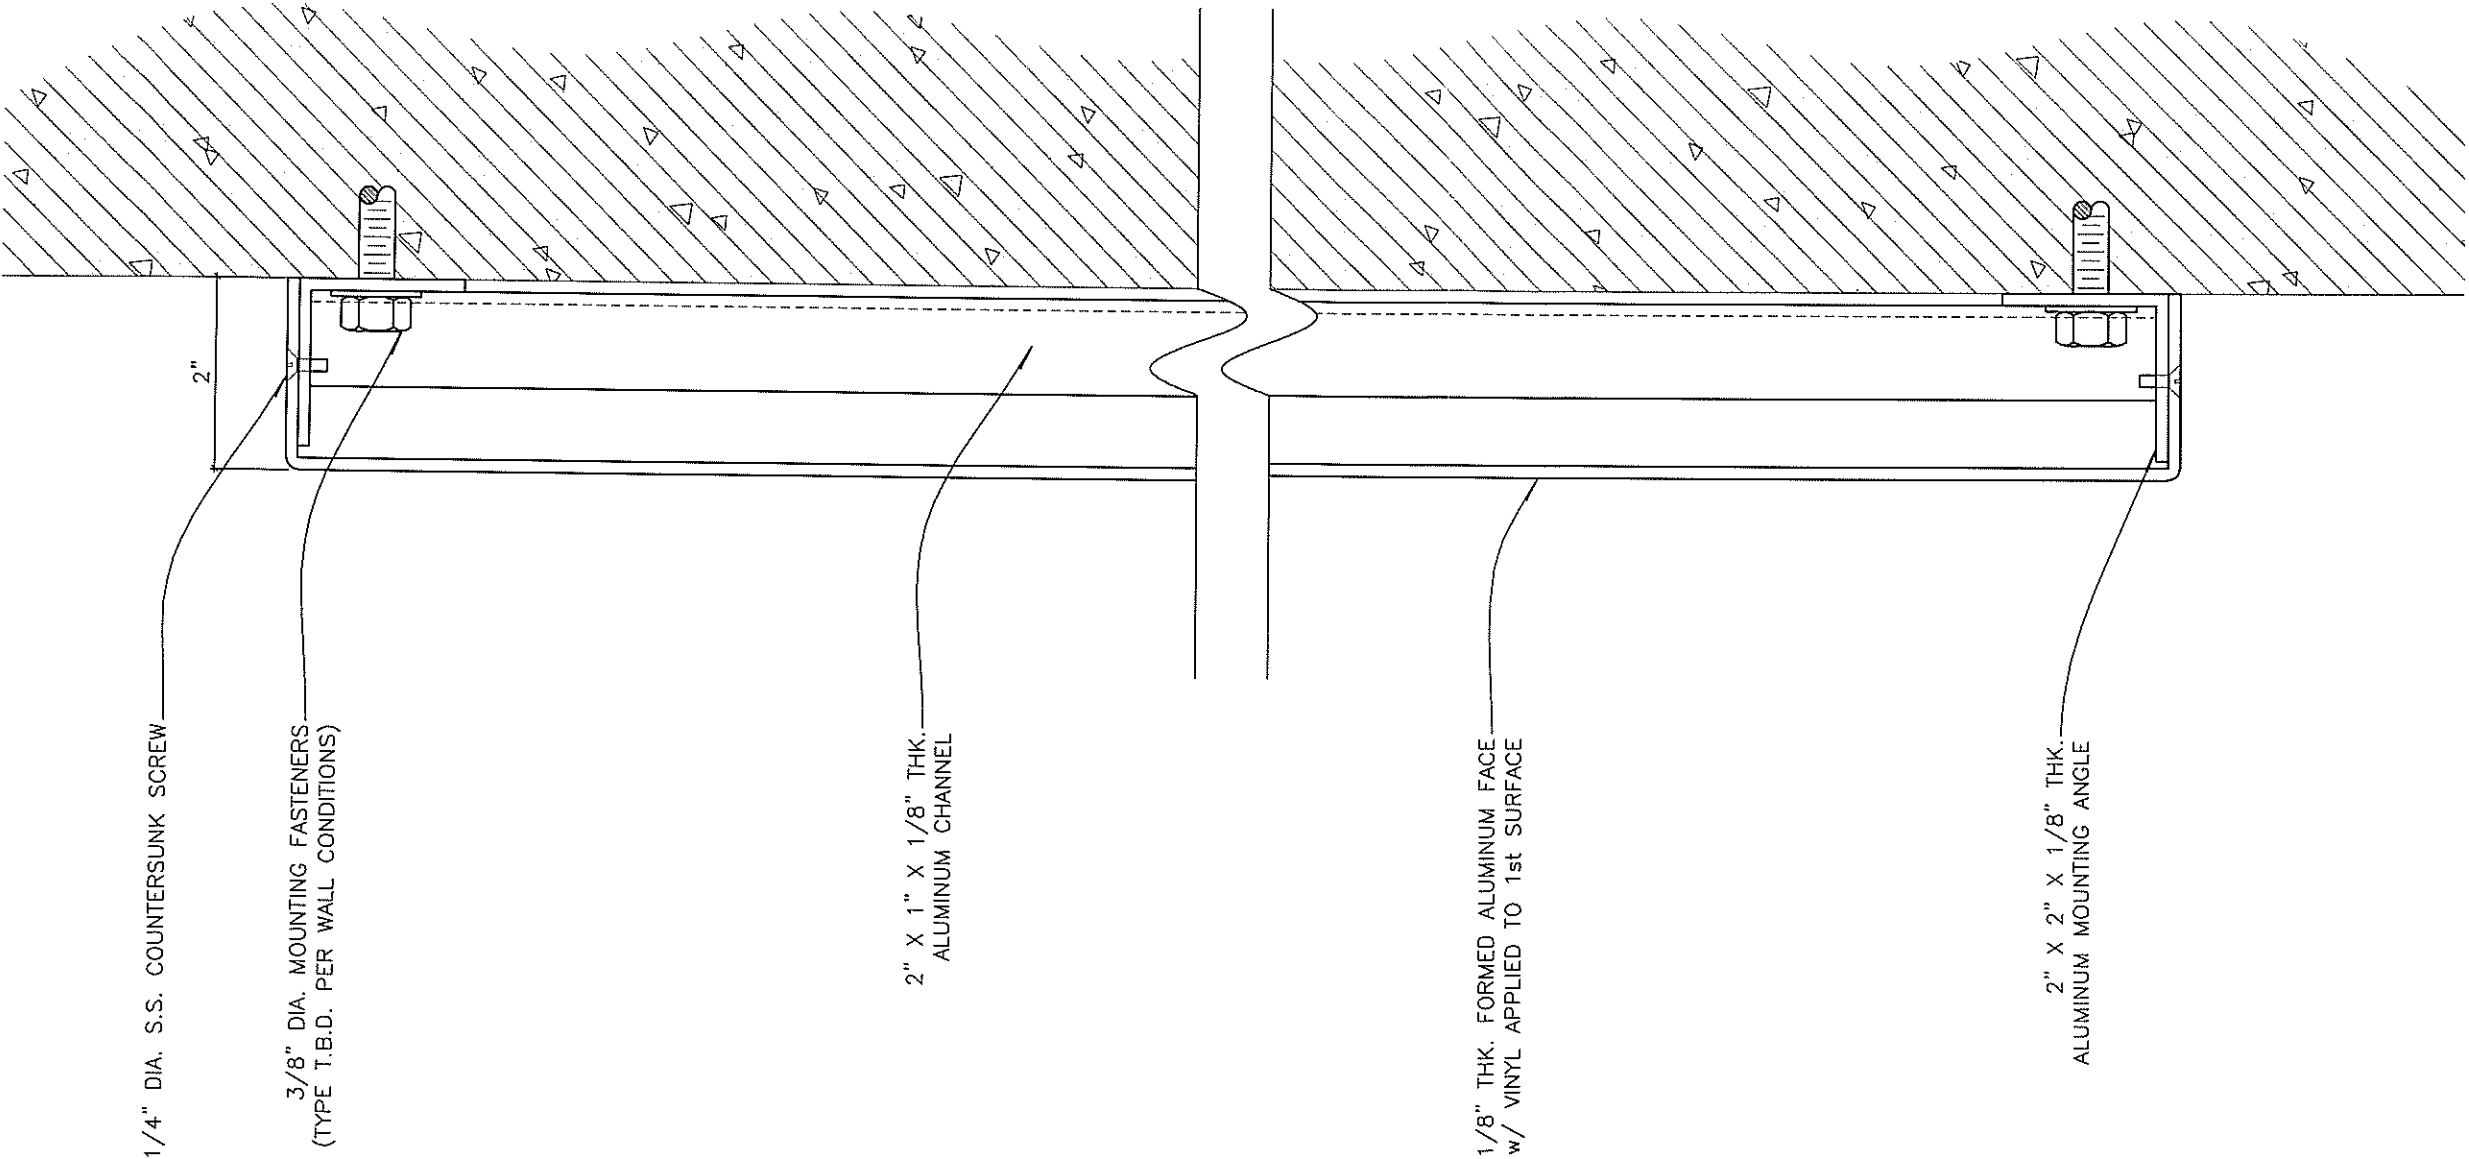 1/4" DIA. S.S. COUNTERSUNK SCREW
3/8" DIA. MOUNTING FASTENERS
(TYPE T.B.D. PER WALL CONDITIONS)
2"
2" X 1" X 1/8" THK.
ALUMINUM CHANNEL
1/8" THK. FORMED ALUMINUM FACE
w/ VINYL APPLIED TO 1st SURFACE
2" X 2" X 1/8" THK.
ALUMINUM MOUNTING ANGLE